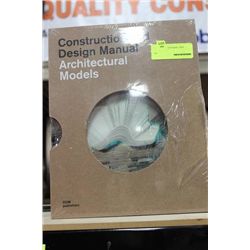 QUALITY CONS
Construction and
Design Manual
Architectural
Models
DOM
publishers